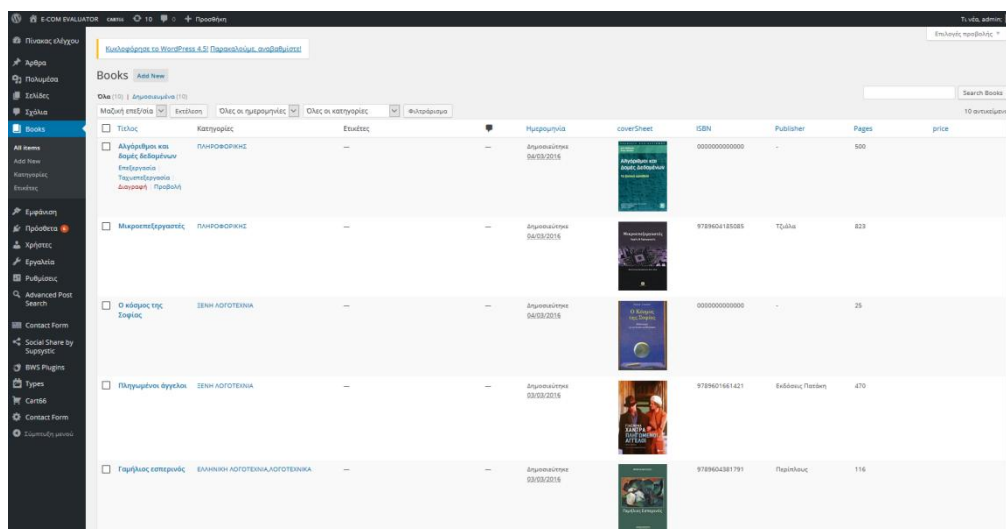 E-COM EVALUATOR 10 0 + Προσθήκη Τι νέα, admin;
Πίνακας ελέγχου
Άρθρα
Πολυμέσα
Σελίδες
Σχόλια
Books
All items
Add New
Κατηγορίες
Ετικέτες
Εμφάνιση
Πρόσθετα
Χρήστες
Εργαλεία
Ρυθμίσεις
Advanced Post
Search
Contact Form
Social Share by
Supsystic
BWS Plugins
Types
Cart66
Contact Form
Σύμπτυξη μενού
Επιλογές προβολής
Κυκλοφόρησε το WordPress 4.5! Παρακαλούμε, αναβαθμίστε!
Books Add New
Όλα (10) | Δημοσιευμένα (10)
Search Books
Μαζική επεξ/σία Εκτέλεση Όλες οι ημερομηνίες Όλες οι κατηγορίες Φιλτράρισμα 10 αντικείμενα
Τίτλος Κατηγορίες Ετικέτες Ημερομηνία coverSheet ISBN Publisher Pages price
Αλγόριθμοι και ΠΛΗΡΟΦΟΡΙΚΗΣ — — Δημοσιεύτηκε 0000000000000 - 500
δομές δεδομένων 04/03/2016
Επεξεργασία |
Ταχυεπεξεργασία |
Διαγραφή | Προβολή
Αλγόριθμοι και
Δομές Δεδομένων
Μικροεπεξεργαστές ΠΛΗΡΟΦΟΡΙΚΗΣ — — Δημοσιεύτηκε 9789604185085 Τζιόλα 823
04/03/2016
Μικροεπεξεργαστές
Ο κόσμος της ΞΕΝΗ ΛΟΓΟΤΕΧΝΙΑ — — Δημοσιεύτηκε 0000000000000 - 25
Σοφίας 04/03/2016
Ο Κόσμος
της Σοφίας
Πληγωμένοι άγγελοι ΞΕΝΗ ΛΟΓΟΤΕΧΝΙΑ — — Δημοσιεύτηκε 9789601661421 Εκδόσεις Πατάκη 470
03/03/2016
ΧΑΝΤΡΑ
ΠΛΗΓΩΜΕΝΟΙ
ΑΓΓΕΛΟΙ
Γαμήλιος εσπερινός ΕΛΛΗΝΙΚΗ ΛΟΓΟΤΕΧΝΙΑ,ΛΟΓΟΤΕΧΝΙΚΑ — — Δημοσιεύτηκε 9789604381791 Περίπλους 116
03/03/2016
Γαμήλιος Εσπερινός